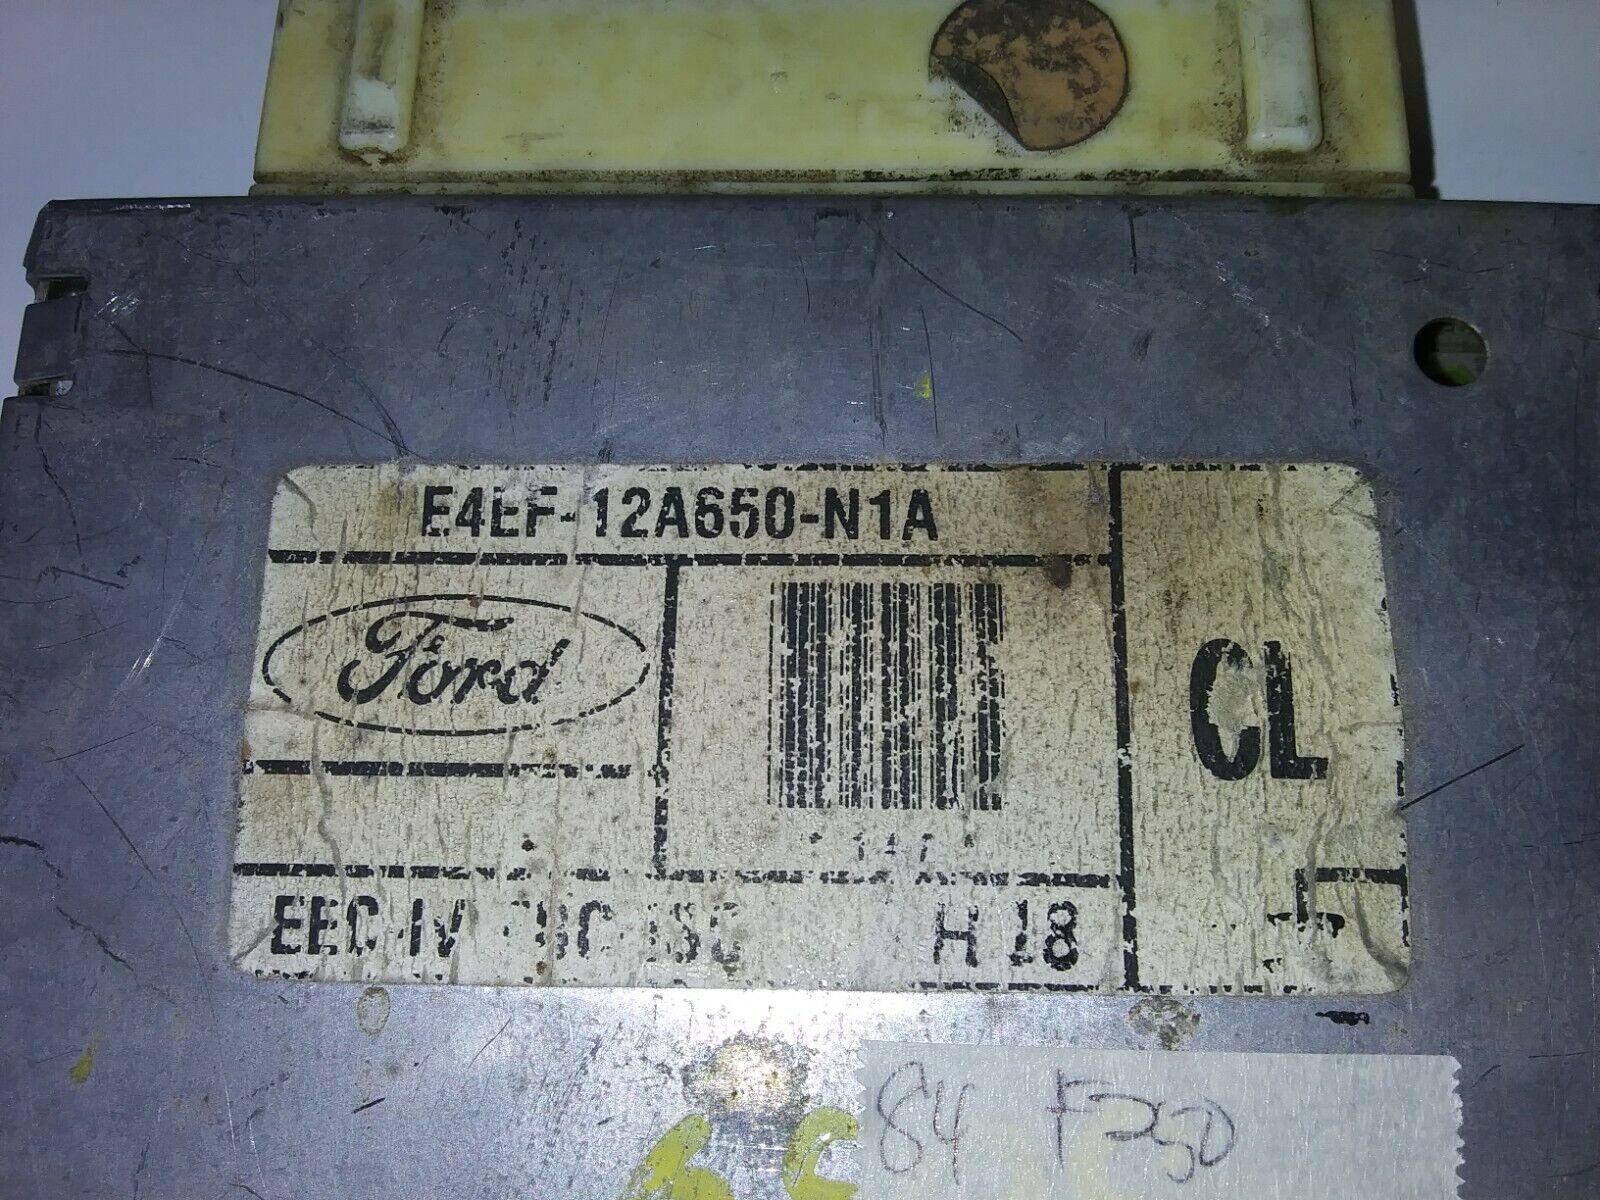 E4EF-12A650-N1A
Ford
CL
EEC-IV
H 18
84 F250